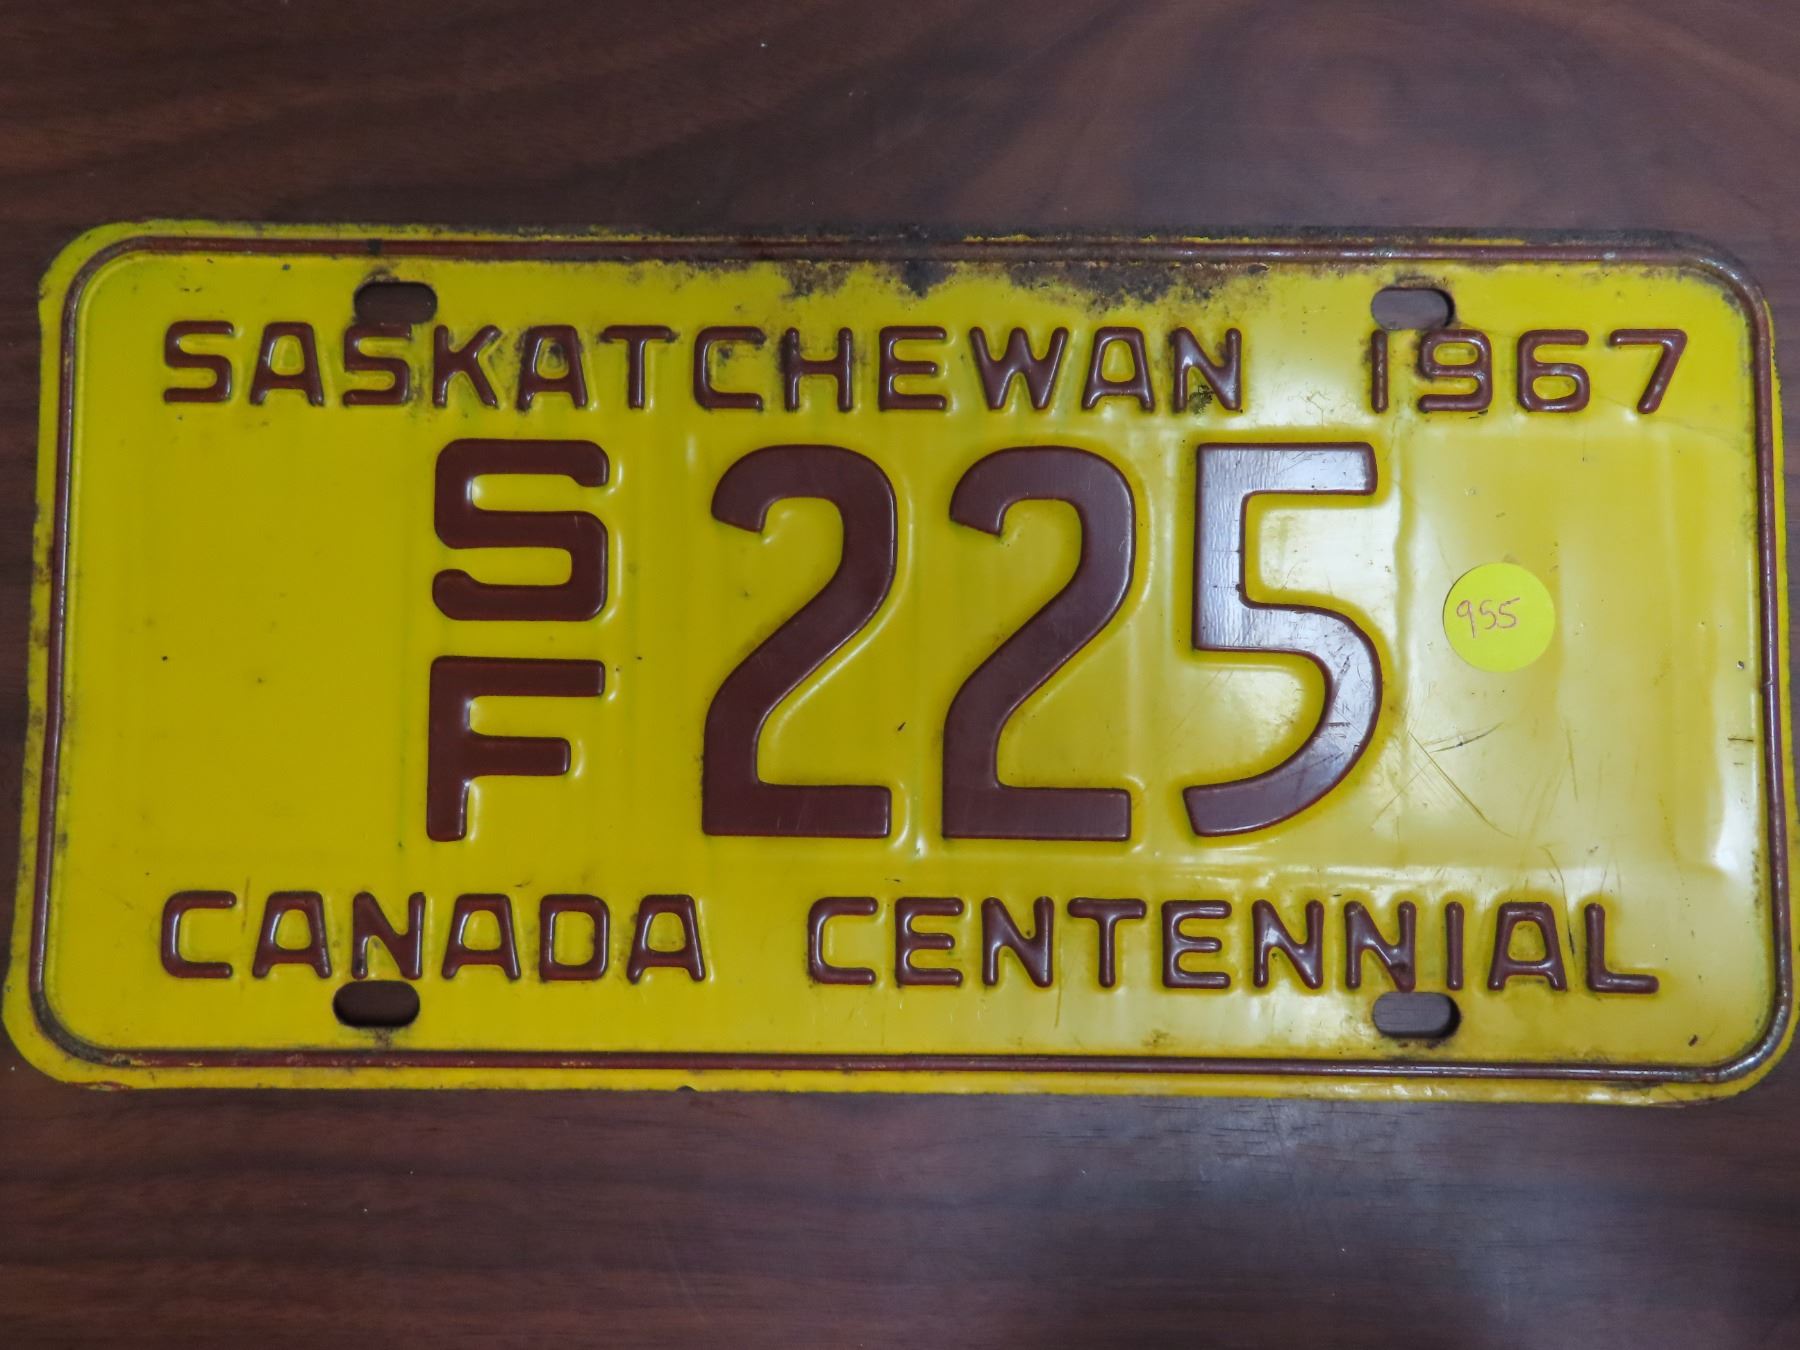 SASKATCHEWAN 1967
SF 225
955
CANADA CENTENNIAL